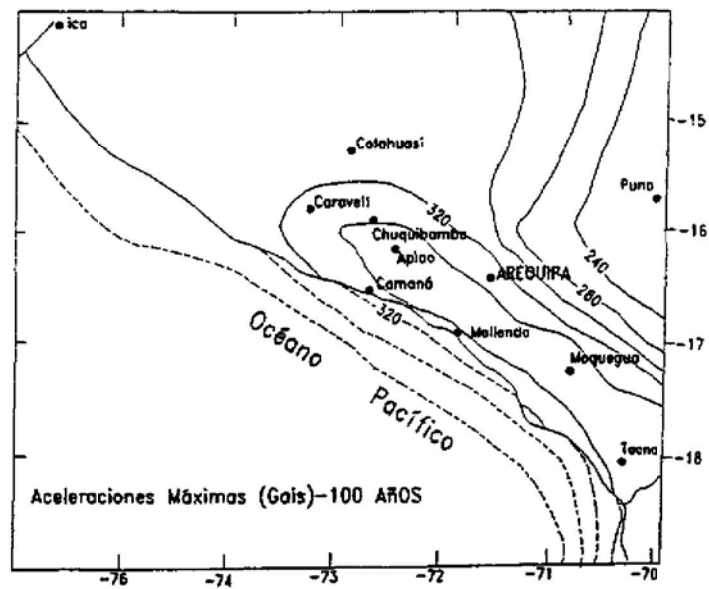 Ica
-15
Cotahuasi
Puno
Caraveli
320
-16
Chuquibamba
Aplao
AREQUIPA
240
Camaná
280
320
Océano
Mollendo
-17
Moquegua
Pacífico
Tacna
-18
Aceleraciones Máximas (Gals)-100 AÑOS
-76
-75
-74
-73
-72
-71
-70